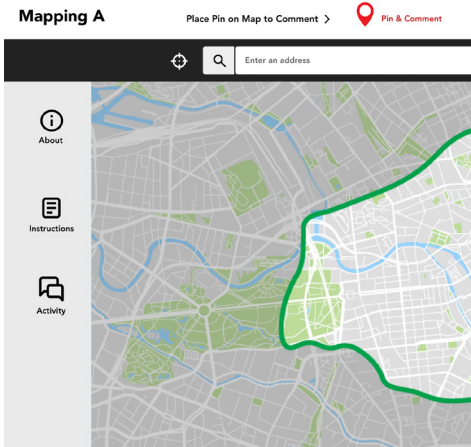 Mapping A
Place Pin on Map to Comment >
Pin & Comment
Enter an address
About
Instructions
Activity